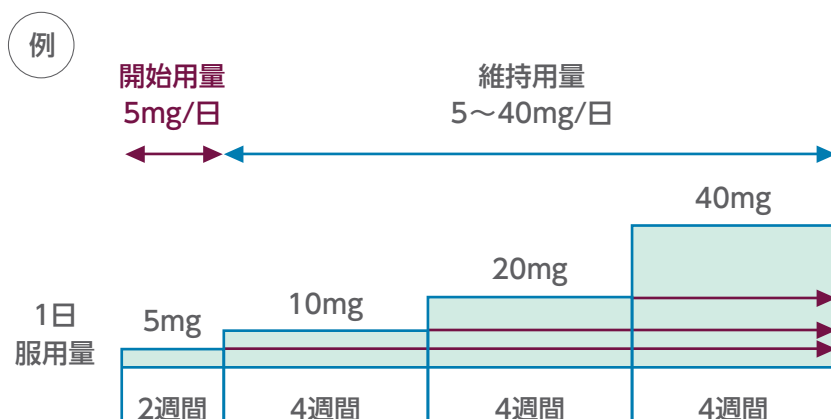 例
開始用量
5mg/日
維持用量
5〜40mg/日
40mg
20mg
10mg
5mg
1日
服用量
2週間
4週間
4週間
4週間